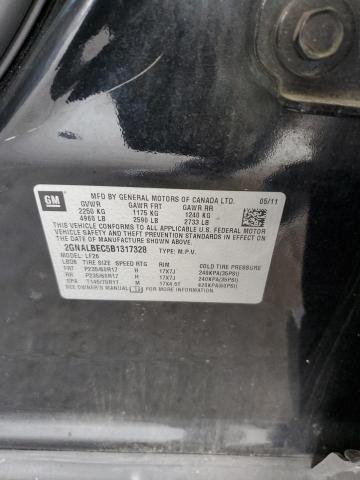 GM
MFD BY GENERAL MOTORS OF CANADA LTD. 05/11
GVWR GAWR FRT GAWR RR
2250 KG 1175 KG 1240 KG
4960 LB 2590 LB 2733 LB
THIS VEHICLE CONFORMS TO ALL APPLICABLE U.S. FEDERAL MOTOR
VEHICLE SAFETY AND THEFT PREVENTION STANDARDS IN EFFECT ON
THE DATE OF MANUFACTURE SHOWN ABOVE.
2GNALBEC5B1317328 TYPE: M.P.V.
MODEL: LF26
TIRE SIZE SPEED RTG RIM COLD TIRE PRESSURE
FRT P235/65R17 H 17X7J 240KPA(35PSI)
RR P235/65R17 H 17X7J 240KPA(35PSI)
SPA T145/70R17 M 17X4.5T 420KPA(60PSI)
SEE OWNER'S MANUAL FOR MORE INFORMATION.